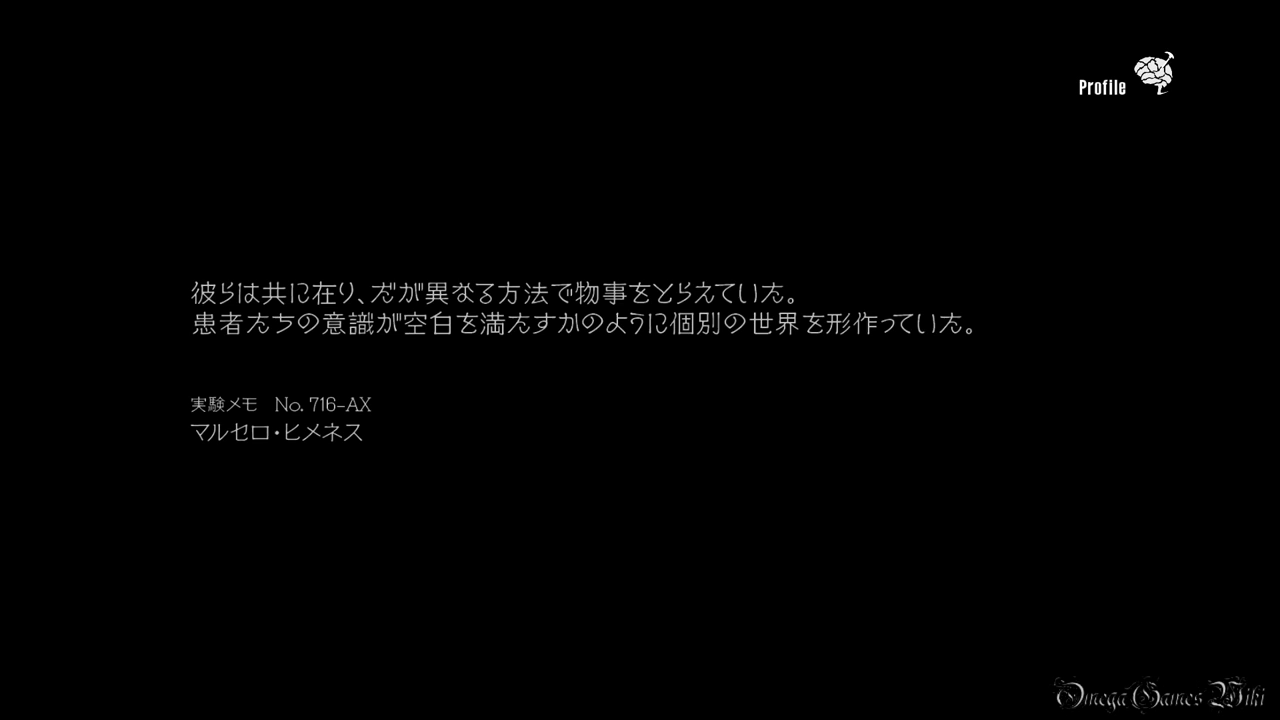 Profile
彼らは共に在り、だが異なる方法で物事をとらえていた。
患者たちの意識が空白を満たすかのように個別の世界を形作っていた。
実験メモ　No. 716-AX
マルセロ・ヒメネス
Omega Games Wiki